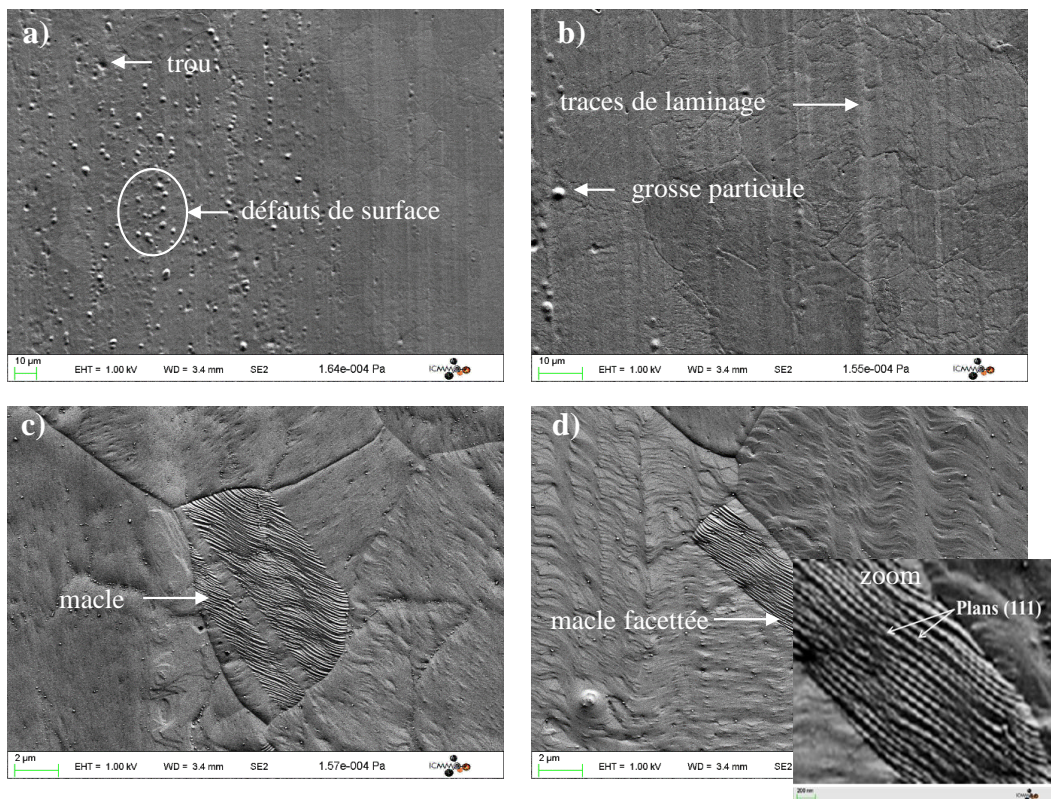 a)
trou
défauts de surface
10 µm
EHT = 1.00 kV WD = 3.4 mm SE2 1.64e-004 Pa
b)
traces de laminage
grosse particule
10 µm
EHT = 1.00 kV WD = 3.4 mm SE2 1.55e-004 Pa
c)
macle
2 µm
EHT = 1.00 kV WD = 3.4 mm SE2 1.57e-004 Pa
d)
macle facettée
zoom
Plans (111)
2 µm
EHT = 1.00 kV WD = 3.4 mm SE2
200 nm